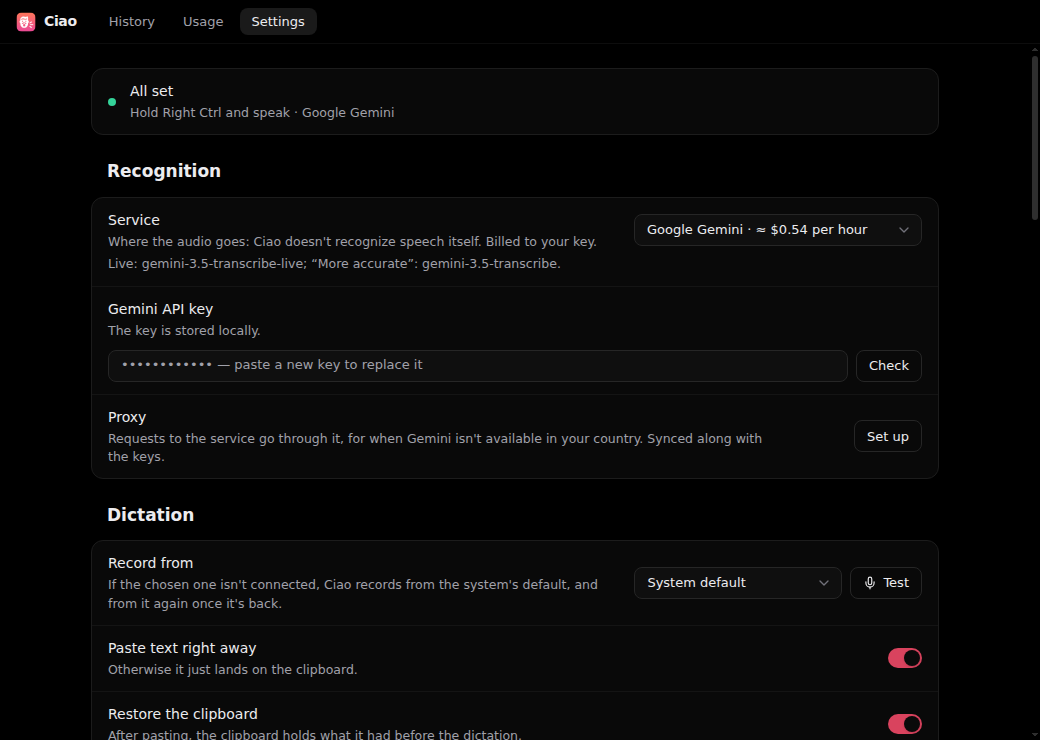 Ciao
History
Usage
Settings
All set
Hold Right Ctrl and speak · Google Gemini
Recognition
Service
Where the audio goes: Ciao doesn't recognize speech itself. Billed to your key.
Live: gemini-3.5-transcribe-live; “More accurate”: gemini-3.5-transcribe.
Google Gemini · ≈ $0.54 per hour
Gemini API key
The key is stored locally.
•••••••••••• — paste a new key to replace it
Check
Proxy
Requests to the service go through it, for when Gemini isn't available in your country. Synced along with
the keys.
Set up
Dictation
Record from
If the chosen one isn't connected, Ciao records from the system's default, and
from it again once it's back.
System default
Test
Paste text right away
Otherwise it just lands on the clipboard.
Restore the clipboard
After pasting, the clipboard holds what it had before the dictation.